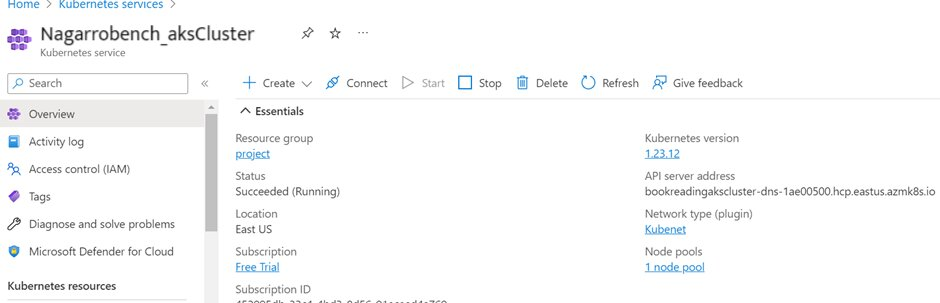 Home > Kubernetes services >
Nagarrobench_aksCluster
Kubernetes service
Search
Overview
Activity log
Access control (IAM)
Tags
Diagnose and solve problems
Microsoft Defender for Cloud
Kubernetes resources
Create
Connect
Start
Stop
Delete
Refresh
Give feedback
Essentials
Resource group
project
Status
Succeeded (Running)
Location
East US
Subscription
Free Trial
Subscription ID
Kubernetes version
1.23.12
API server address
bookreadingakscluster-dns-1ae00500.hcp.eastus.azmk8s.io
Network type (plugin)
Kubenet
Node pools
1 node pool